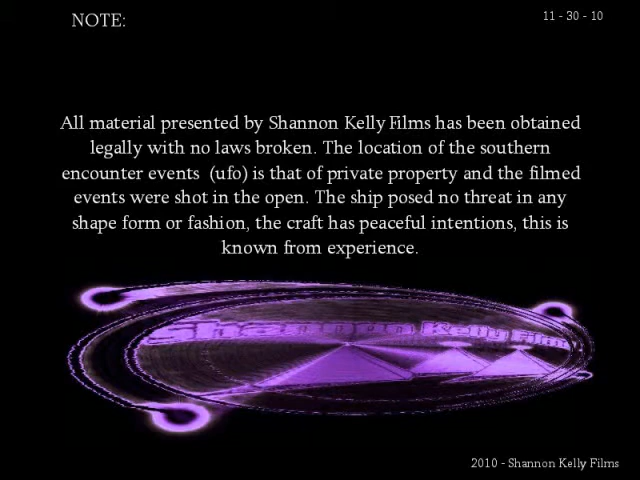 NOTE:
11 - 30 - 10
All material presented by Shannon Kelly Films has been obtained
legally with no laws broken. The location of the southern
encounter events (ufo) is that of private property and the filmed
events were shot in the open. The ship posed no threat in any
shape form or fashion, the craft has peaceful intentions, this is
known from experience.
Shannon Kelly Films
2010 - Shannon Kelly Films